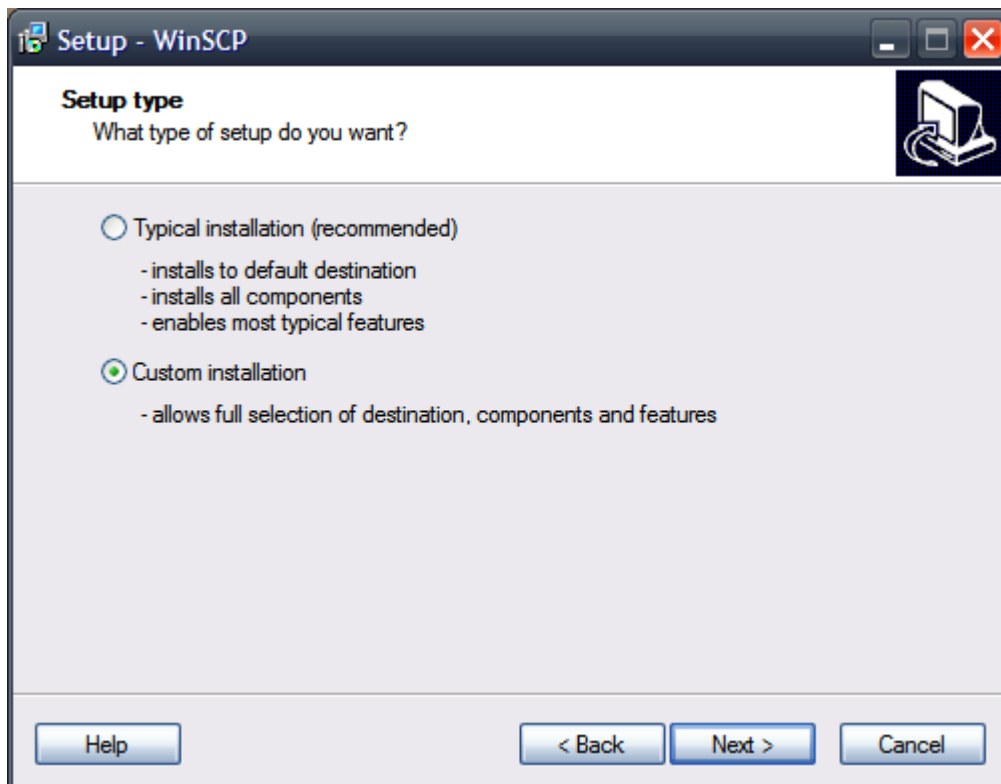 Setup - WinSCP
Setup type
What type of setup do you want?
Typical installation (recommended)
- installs to default destination
- installs all components
- enables most typical features
Custom installation
- allows full selection of destination, components and features
Help
< Back
Next >
Cancel